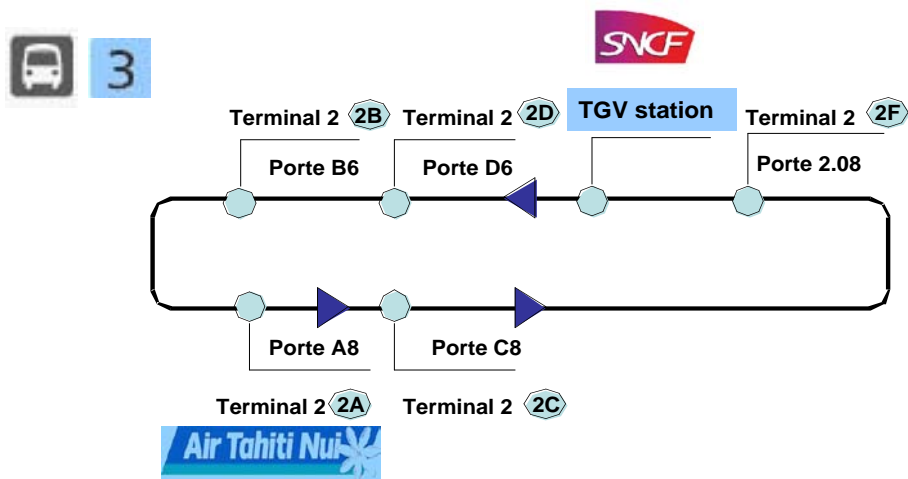 SNCF
3
Terminal 2 2B
Terminal 2 2D
TGV station
Terminal 2 2F
Porte B6
Porte D6
Porte 2.08
Porte A8
Porte C8
Terminal 2 2A
Terminal 2 2C
Air Tahiti Nui